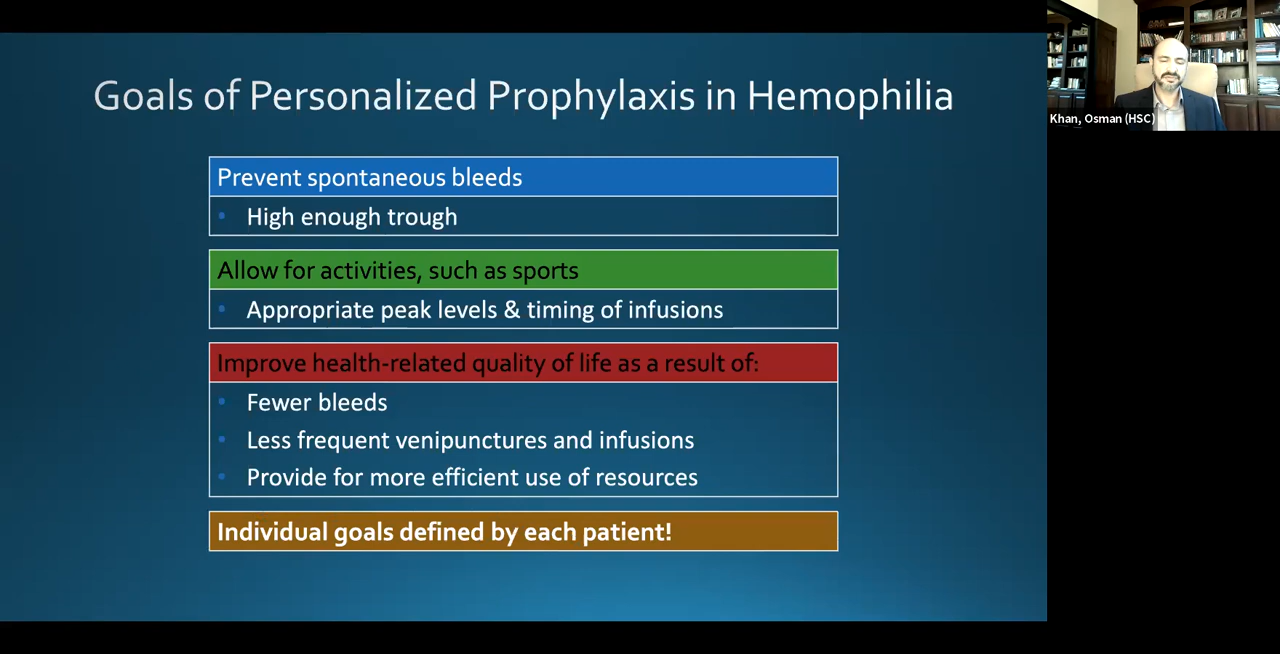 Goals of Personalized Prophylaxis in Hemophilia
Khan, Osman (HSC)
Prevent spontaneous bleeds
• High enough trough
Allow for activities, such as sports
• Appropriate peak levels & timing of infusions
Improve health-related quality of life as a result of:
• Fewer bleeds
• Less frequent venipunctures and infusions
• Provide for more efficient use of resources
Individual goals defined by each patient!